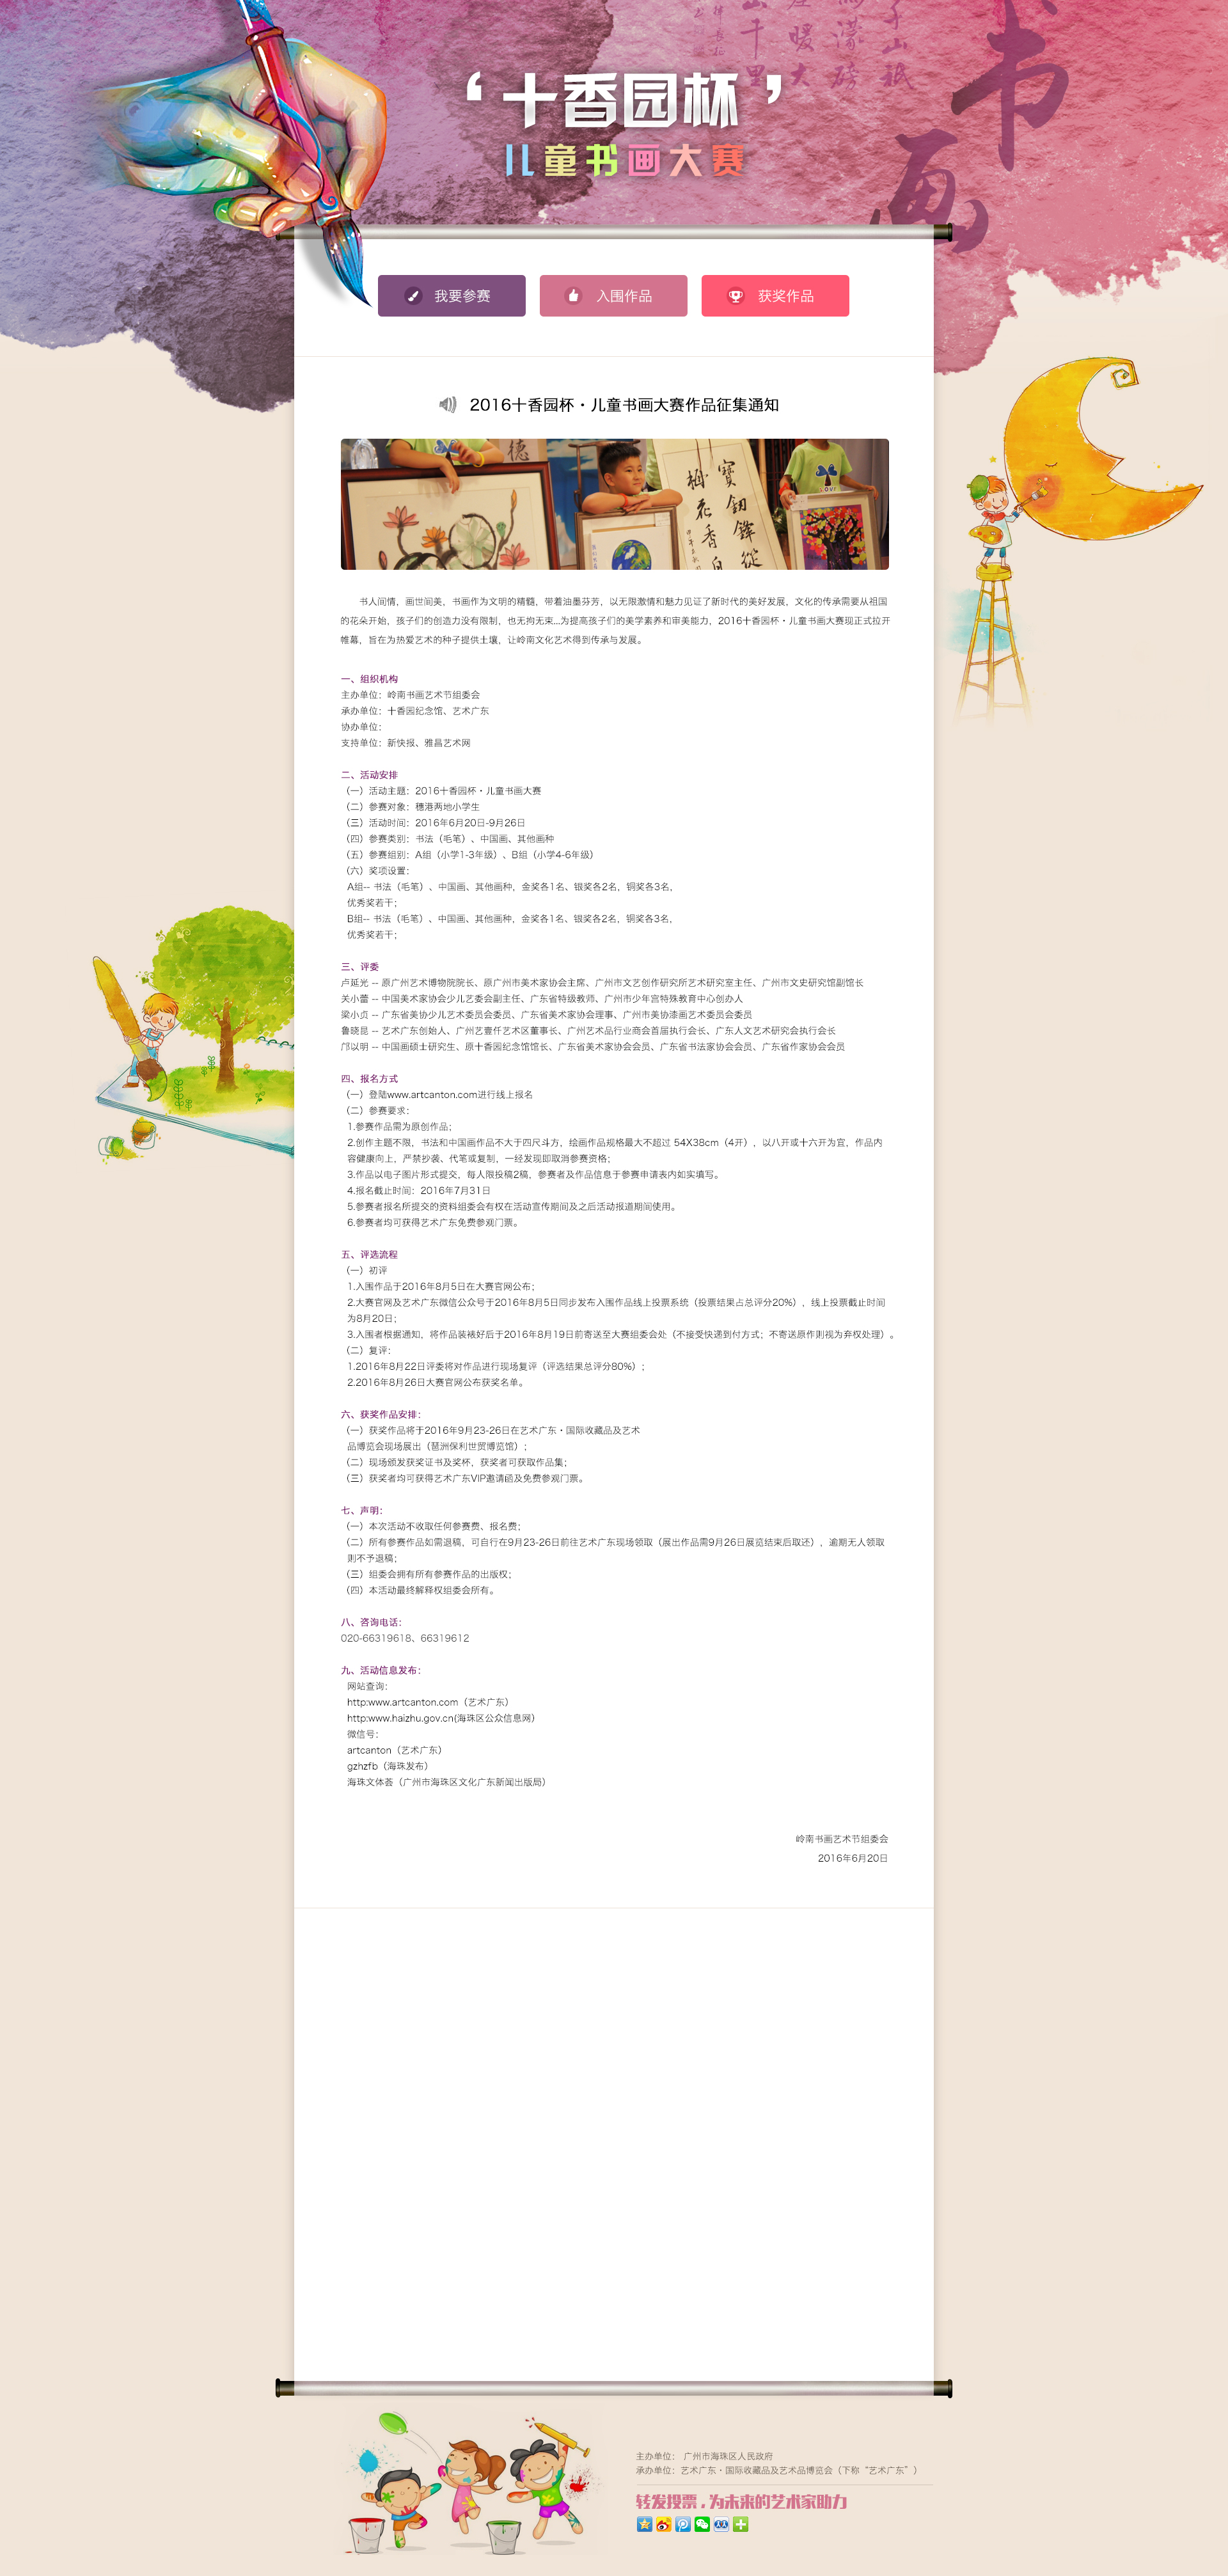 ‘十香园杯’
儿童书画大赛
书画
我要参赛
入围作品
获奖作品
2016十香园杯·儿童书画大赛作品征集通知
书人间情，画世间美，书画作为文明的精髓，带着油墨芬芳，以无限激情和魅力见证了新时代的美好发展，文化的传承需要从祖国
的花朵开始，孩子们的创造力没有限制，也无拘无束...为提高孩子们的美学素养和审美能力，2016十香园杯·儿童书画大赛现正式拉开
帷幕，旨在为热爱艺术的种子提供土壤，让岭南文化艺术得到传承与发展。
一、组织机构
主办单位：岭南书画艺术节组委会
承办单位：十香园纪念馆、艺术广东
协办单位：
支持单位：新快报、雅昌艺术网
二、活动安排
（一）活动主题：2016十香园杯·儿童书画大赛
（二）参赛对象：穗港两地小学生
（三）活动时间：2016年6月20日-9月26日
（四）参赛类别：书法（毛笔）、中国画、其他画种
（五）参赛组别：A组（小学1-3年级）、B组（小学4-6年级）
（六）奖项设置：
A组-- 书法（毛笔）、中国画、其他画种，金奖各1名、银奖各2名，铜奖各3名，
优秀奖若干；
B组-- 书法（毛笔）、中国画、其他画种，金奖各1名、银奖各2名，铜奖各3名，
优秀奖若干；
三、评委
卢延光 -- 原广州艺术博物院院长、原广州市美术家协会主席、广州市文艺创作研究所艺术研究室主任、广州市文史研究馆副馆长
关小蕾 -- 中国美术家协会少儿艺委会副主任、广东省特级教师、广州市少年宫特殊教育中心创办人
梁小贞 -- 广东省美协少儿艺术委员会委员、广东省美术家协会理事、广州市美协漆画艺术委员会委员
鲁晓昆 -- 艺术广东创始人、广州艺壹仟艺术区董事长、广州艺术品行业商会首届执行会长、广东人文艺术研究会执行会长
邝以明 -- 中国画硕士研究生、原十香园纪念馆馆长、广东省美术家协会会员、广东省书法家协会会员、广东省作家协会会员
四、报名方式
（一）登陆www.artcanton.com进行线上报名
（二）参赛要求：
1.参赛作品需为原创作品；
2.创作主题不限，书法和中国画作品不大于四尺斗方，绘画作品规格最大不超过 54X38cm（4开），以八开或十六开为宜，作品内
容健康向上，严禁抄袭、代笔或复制，一经发现即取消参赛资格；
3.作品以电子图片形式提交，每人限投稿2稿，参赛者及作品信息于参赛申请表内如实填写。
4.报名截止时间：2016年7月31日
5.参赛者报名所提交的资料组委会有权在活动宣传期间及之后活动报道期间使用。
6.参赛者均可获得艺术广东免费参观门票。
五、评选流程
（一）初评
1.入围作品于2016年8月5日在大赛官网公布；
2.大赛官网及艺术广东微信公众号于2016年8月5日同步发布入围作品线上投票系统（投票结果占总评分20%），线上投票截止时间
为8月20日；
3.入围者根据通知，将作品装裱好后于2016年8月19日前寄送至大赛组委会处（不接受快递到付方式；不寄送原作则视为弃权处理）。
（二）复评：
1.2016年8月22日评委将对作品进行现场复评（评选结果总评分80%）；
2.2016年8月26日大赛官网公布获奖名单。
六、获奖作品安排：
（一）获奖作品将于2016年9月23-26日在艺术广东·国际收藏品及艺术
品博览会现场展出（琶洲保利世贸博览馆）；
（二）现场颁发获奖证书及奖杯，获奖者可获取作品集；
（三）获奖者均可获得艺术广东VIP邀请函及免费参观门票。
七、声明：
（一）本次活动不收取任何参赛费、报名费；
（二）所有参赛作品如需退稿，可自行在9月23-26日前往艺术广东现场领取（展出作品需9月26日展览结束后取还），逾期无人领取
则不予退稿；
（三）组委会拥有所有参赛作品的出版权；
（四）本活动最终解释权组委会所有。
八、咨询电话：
020-66319618、66319612
九、活动信息发布：
网站查询：
http:www.artcanton.com（艺术广东）
http:www.haizhu.gov.cn(海珠区公众信息网)
微信号：
artcanton（艺术广东）
gzhzfb（海珠发布）
海珠文体荟（广州市海珠区文化广东新闻出版局）
岭南书画艺术节组委会
2016年6月20日
主办单位： 广州市海珠区人民政府
承办单位：艺术广东·国际收藏品及艺术品博览会（下称“艺术广东”）
转发投票，为未来的艺术家助力